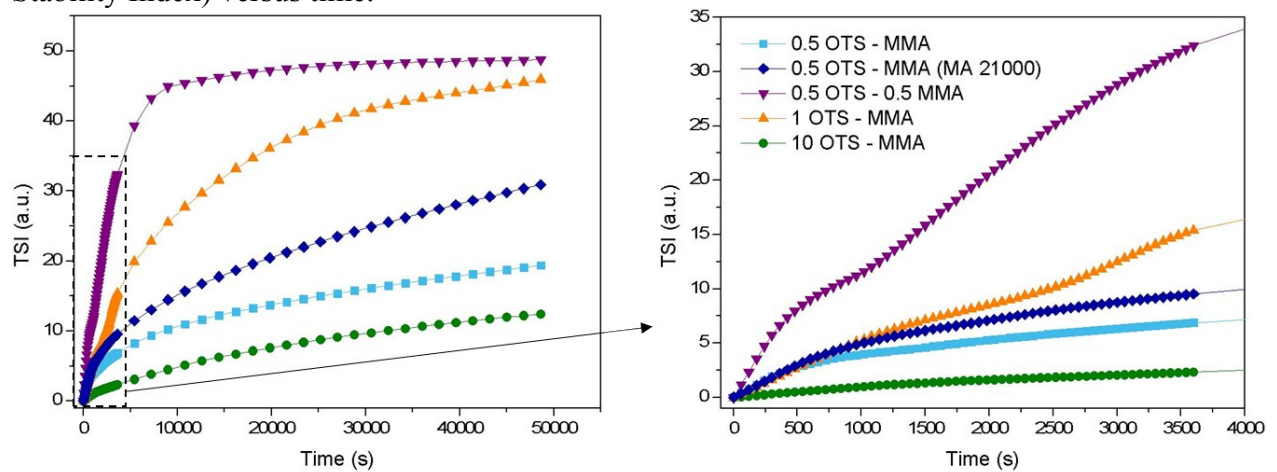 Stability Index) versus time.
50
40
30
20
10
0
TSI (a.u.)
0 10000 20000 30000 40000 50000
Time (s)
35
30
25
20
15
10
5
0
TSI (a.u.)
0.5 OTS - MMA
0.5 OTS - MMA (MA 21000)
0.5 OTS - 0.5 MMA
1 OTS - MMA
10 OTS - MMA
0 500 1000 1500 2000 2500 3000 3500 4000
Time (s)